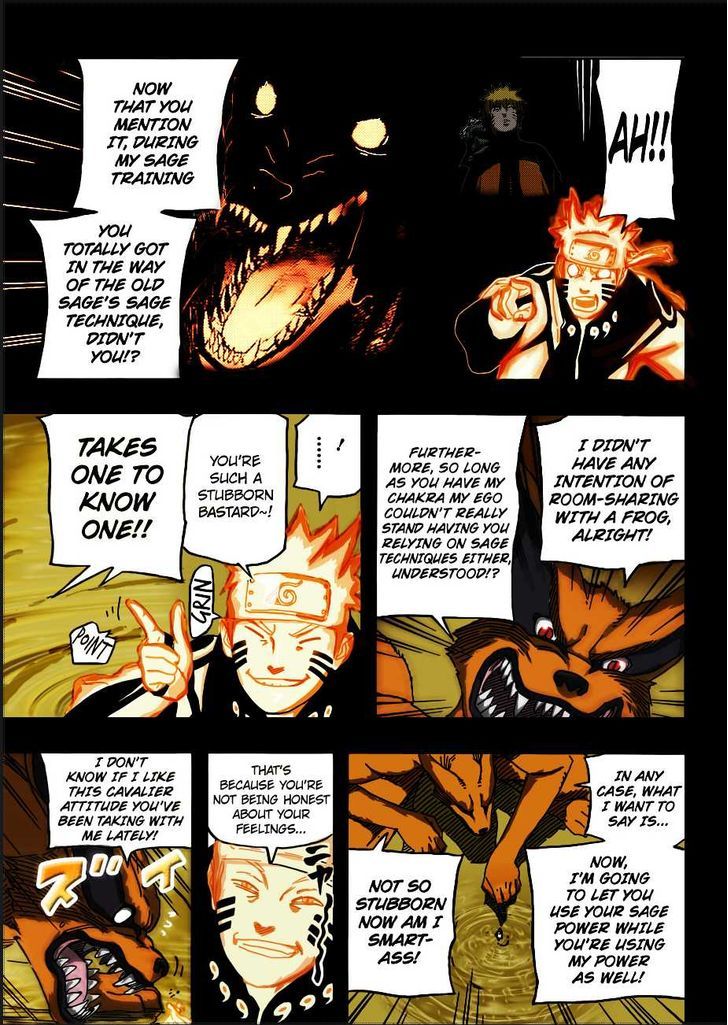 AH!!
NOW
THAT YOU
MENTION
IT, DURING
MY SAGE
TRAINING
YOU
TOTALLY GOT
IN THE WAY
OF THE OLD
SAGE'S SAGE
TECHNIQUE,
DIDN'T
YOU!?
I DIDN'T
HAVE ANY
INTENTION OF
ROOM-SHARING
WITH A FROG,
ALRIGHT!
FURTHER-
MORE, SO LONG
AS YOU HAVE MY
CHAKRA MY EGO
COULDN'T REALLY
STAND HAVING YOU
RELYING ON SAGE
TECHNIQUES EITHER,
UNDERSTOOD!?
......!
YOU'RE
SUCH A
STUBBORN
BASTARD~!
GRIN
POINT
TAKES
ONE TO
KNOW
ONE!!
IN ANY
CASE, WHAT
I WANT TO
SAY IS...
NOW,
I'M GOING
TO LET YOU
USE YOUR SAGE
POWER WHILE
YOU'RE USING
MY POWER
AS WELL!
NOT SO
STUBBORN
NOW AM I
SMART-
ASS!
THAT'S
BECAUSE YOU'RE
NOT BEING HONEST
ABOUT YOUR
FEELINGS...
ニャ
I DON'T
KNOW IF I LIKE
THIS CAVALIER
ATTITUDE YOU'VE
BEEN TAKING WITH
ME LATELY!
ズイ